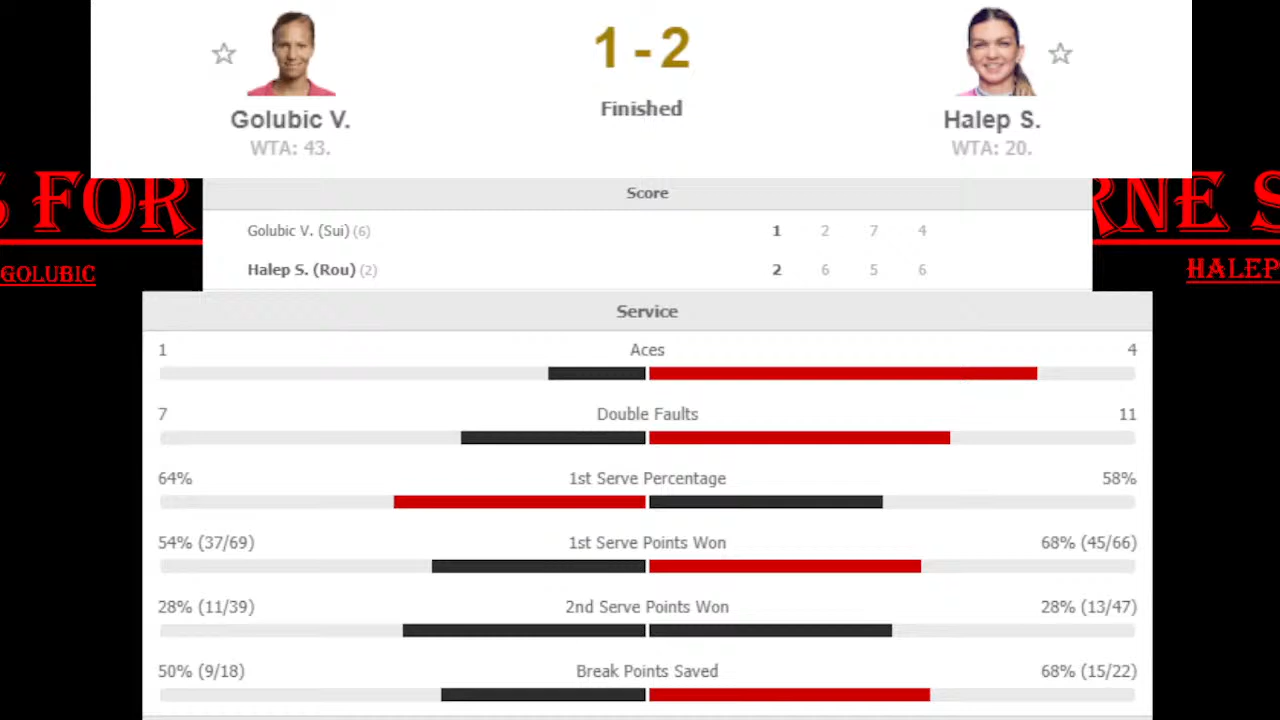 1 - 2
Finished
Golubic V.
WTA: 43.
Halep S.
WTA: 20.
FOR
GOLUBIC
HALEP
Score
Golubic V. (Sui) (6) 1 2 7 4
Halep S. (Rou) (2) 2 6 5 6
Service
1 Aces 4
7 Double Faults 11
64% 1st Serve Percentage 58%
54% (37/69) 1st Serve Points Won 68% (45/66)
28% (11/39) 2nd Serve Points Won 28% (13/47)
50% (9/18) Break Points Saved 68% (15/22)